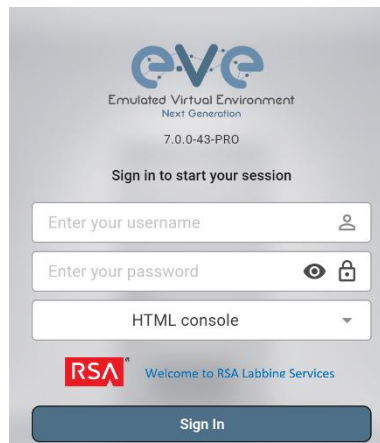 eve
Emulated Virtual Environment
Next Generation
7.0.0-43-PRO
Sign in to start your session
Enter your username
Enter your password
HTML console
RSA® Welcome to RSA Labbing Services
Sign In